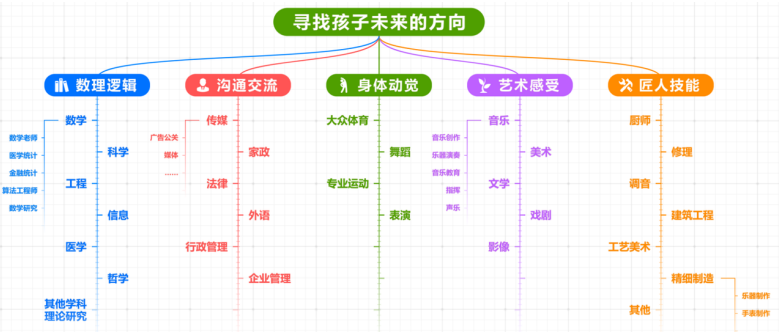 寻找孩子未来的方向
数理逻辑
数学
数学老师
医学统计
金融统计
算法工程师
数学研究
科学
工程
信息
医学
哲学
其他学科
理论研究
沟通交流
传媒
广告公关
媒体
......
家政
法律
外语
行政管理
企业管理
身体动觉
大众体育
舞蹈
专业运动
表演
艺术感受
音乐
音乐创作
乐器演奏
音乐教育
指挥
声乐
美术
文学
戏剧
影像
匠人技能
厨师
修理
调音
建筑工程
工艺美术
精细制造
乐器制作
手表制作
其他